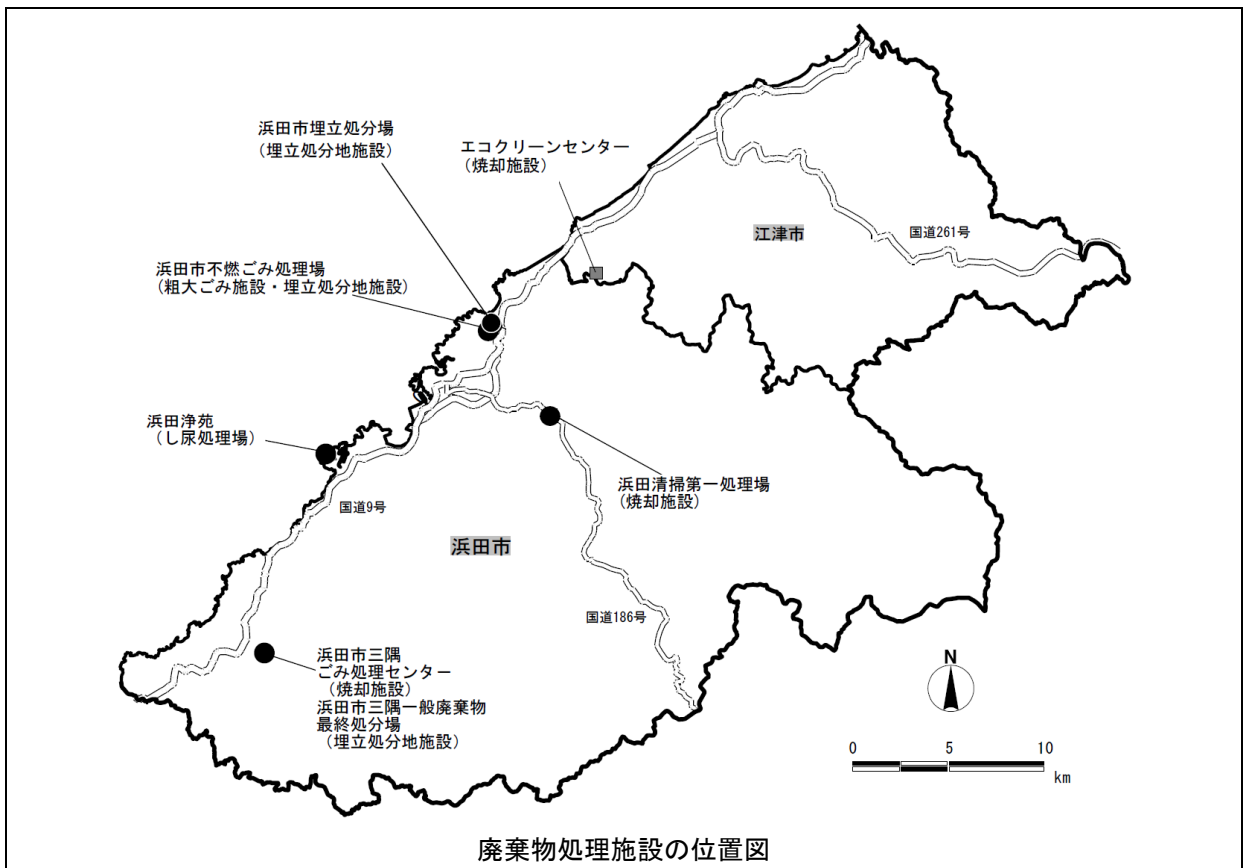 浜田市埋立処分場
（埋立処分地施設）
エコクリーンセンター
（焼却施設）
江津市
国道261号
浜田市不燃ごみ処理場
（粗大ごみ施設・埋立処分地施設）
浜田浄苑
（し尿処理場）
浜田清掃第一処理場
（焼却施設）
国道9号
浜田市
国道186号
浜田市三隅
ごみ処理センター
（焼却施設）
浜田市三隅一般廃棄物
最終処分場
（埋立処分地施設）
N
0 5 10
km
廃棄物処理施設の位置図